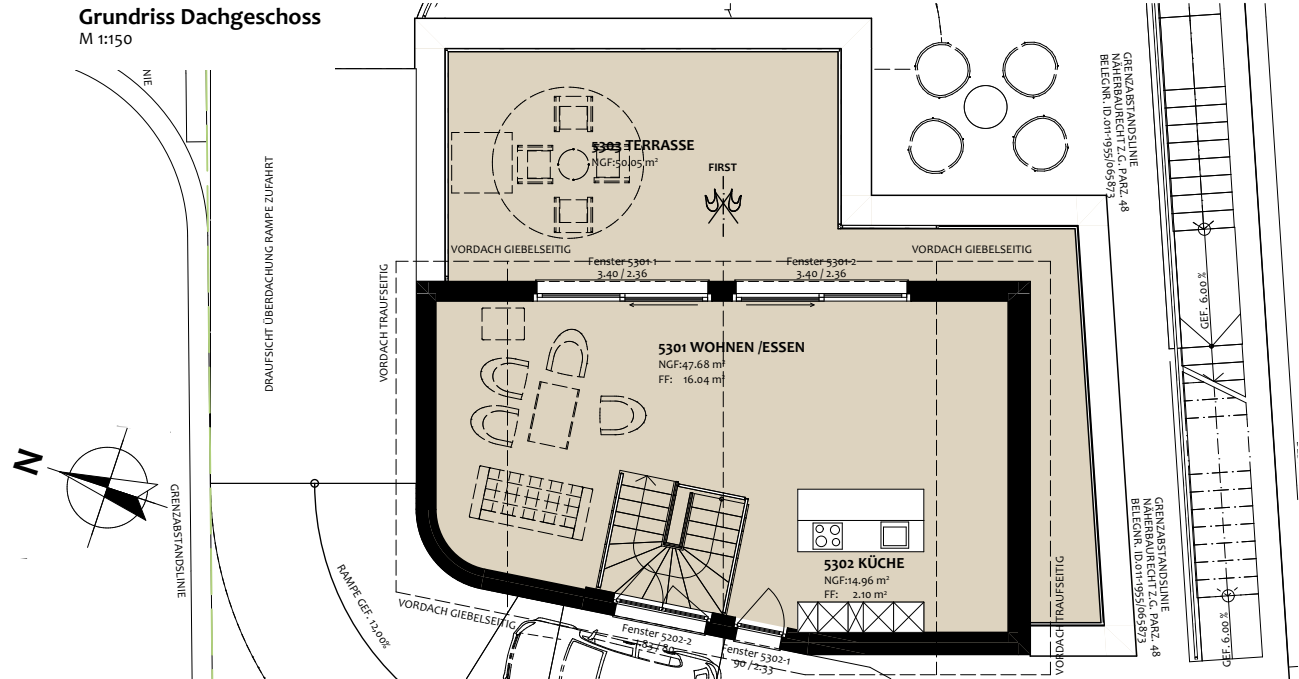 Grundriss Dachgeschoss
M 1:150
NIE
DRAUFSICHT ÜBERDACHUNG RAMPE ZUFAHRT
VORDACH TRAUFSEITIG
5303 TERRASSE
NGF:50.05 m²
FIRST
VORDACH GIEBELSEITIG
VORDACH GIEBELSEITIG
Fenster 5301-1
3.40 / 2.36
Fenster 5301-2
3.40 / 2.36
GRENZABSTANDSLINIE
NÄHERBAURECHT Z.G. PARZ. 48
BELEGNR. ID.011-1955/065873
GEF. 6.00 %
5301 WOHNEN /ESSEN
NGF:47.68 m²
FF: 16.04 m²
N
GRENZABSTANDSLINIE
RAMPE GEF. 12.00%
5302 KÜCHE
NGF:14.96 m²
FF: 2.10 m²
VORDACH GIEBELSEITIG
Fenster 5202-2
Fenster 5302-1
90 / 2.33
VORDACH TRAUFSEITIG
GRENZABSTANDSLINIE
NÄHERBAURECHT Z.G. PARZ. 48
BELEGNR. ID.011-1955/065873
GEF. 6.00 %